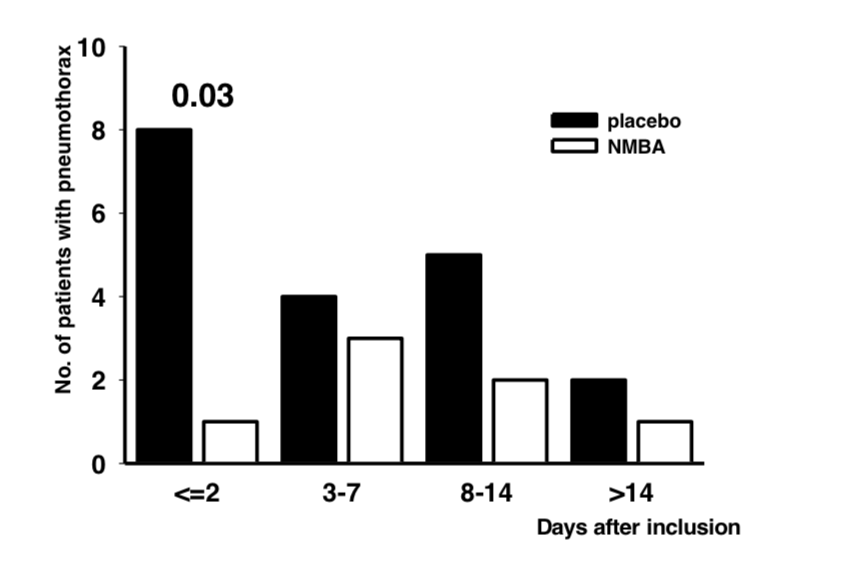 No. of patients with pneumothorax
10
8
6
4
2
0
0.03
placebo
NMBA
<=2 3-7 8-14 >14
Days after inclusion